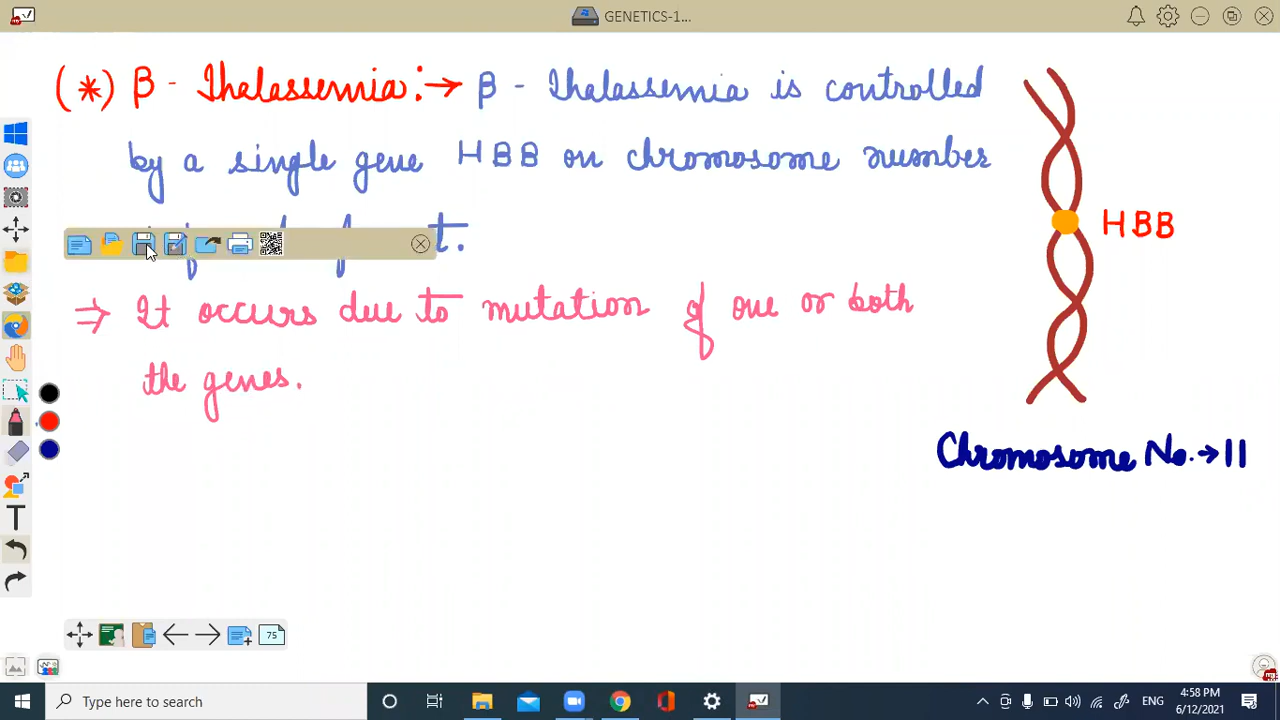 GENETICS-1...
(*) β - Thalassemia :→ β - Thalassemia is controlled
by a single gene HBB on chromosome number
HBB
⇒ It occurs due to mutation of one or both
the genes.
Chromosome No. → 11
75
Type here to search
ENG
4:58 PM
6/12/2021